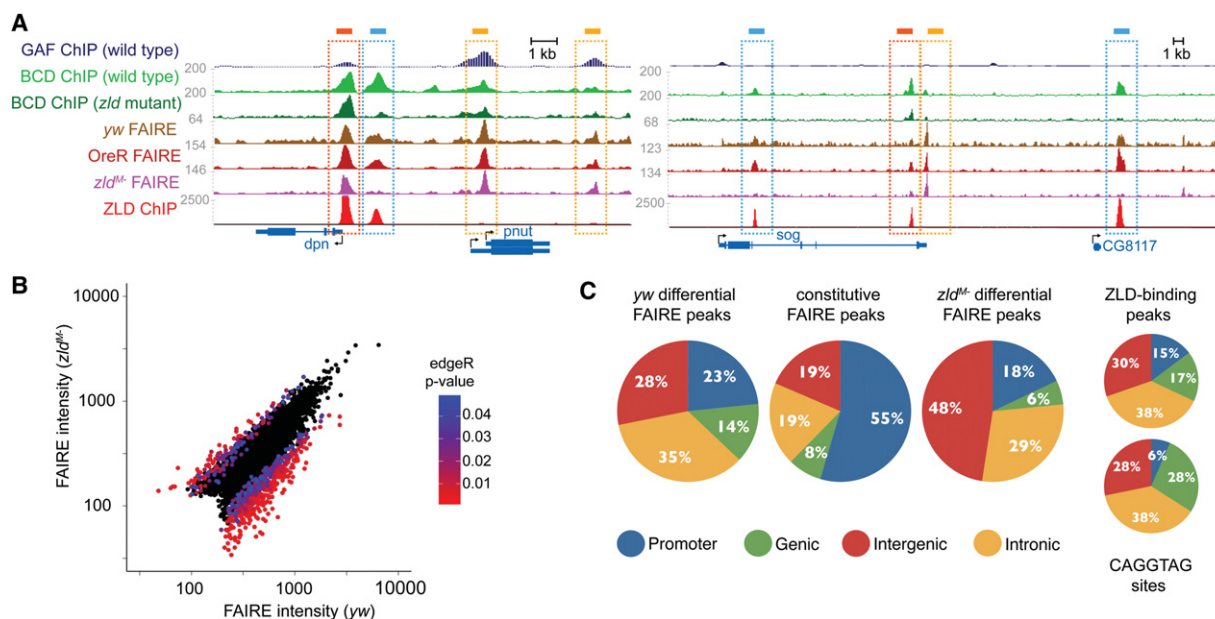 A
1 kb
1 kb
GAF ChIP (wild type)
200
200
BCD ChIP (wild type)
200
200
BCD ChIP (zld mutant)
64
68
yw FAIRE
154
123
OreR FAIRE
146
134
zldM- FAIRE
2500
2500
ZLD ChIP
dpn
pnut
sog
CG8117
B
FAIRE intensity (zldM-)
10000
1000
100
100
1000
10000
FAIRE intensity (yw)
edgeR
p-value
0.04
0.03
0.02
0.01
C
yw differential
FAIRE peaks
28%
23%
14%
35%
constitutive
FAIRE peaks
19%
19%
55%
8%
zldM- differential
FAIRE peaks
48%
18%
6%
29%
ZLD-binding
peaks
30%
15%
17%
38%
6%
28%
28%
38%
CAGGTAG
sites
Promoter
Genic
Intergenic
Intronic